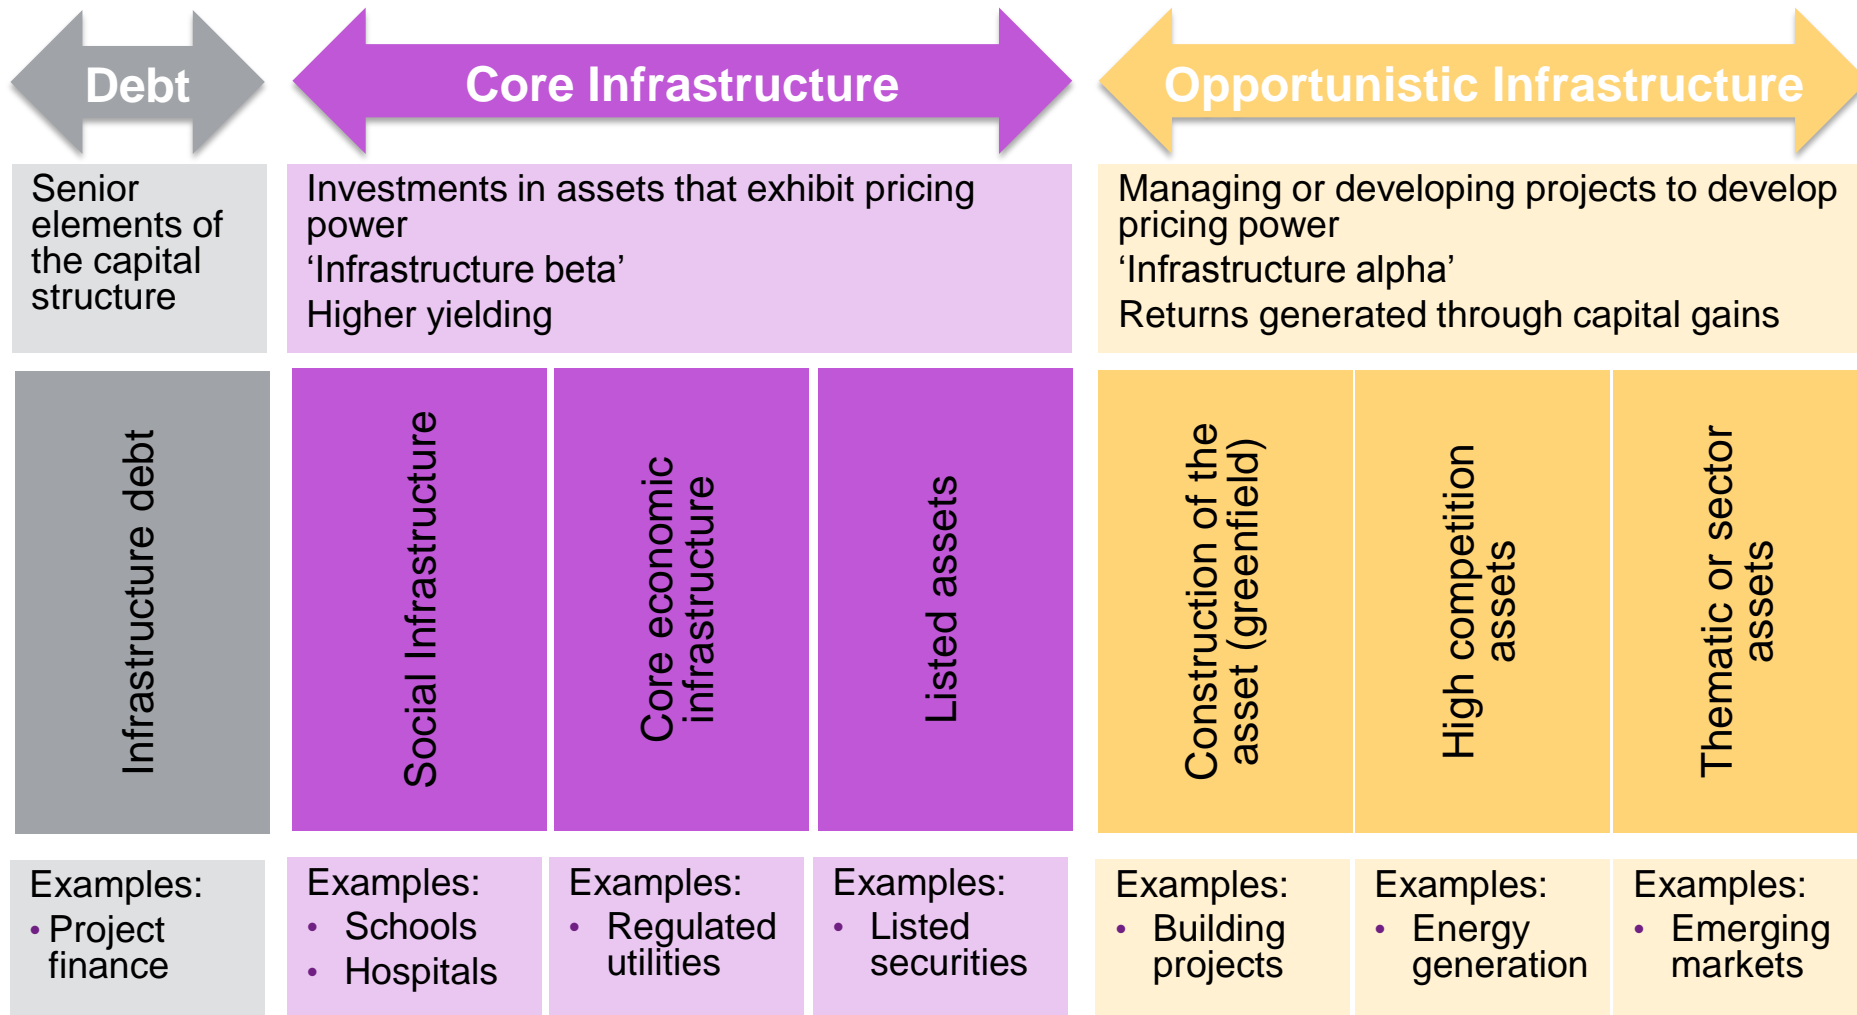 Debt
Core Infrastructure
Opportunistic Infrastructure
Senior
elements of
the capital
structure
Investments in assets that exhibit pricing
power
‘Infrastructure beta’
Higher yielding
Managing or developing projects to develop
pricing power
‘Infrastructure alpha’
Returns generated through capital gains
Infrastructure debt
Social Infrastructure
Core economic
infrastructure
Listed assets
Construction of the
asset (greenfield)
High competition
assets
Thematic or sector
assets
Examples:
• Project
finance
Examples:
• Schools
• Hospitals
Examples:
• Regulated
utilities
Examples:
• Listed
securities
Examples:
• Building
projects
Examples:
• Energy
generation
Examples:
• Emerging
markets